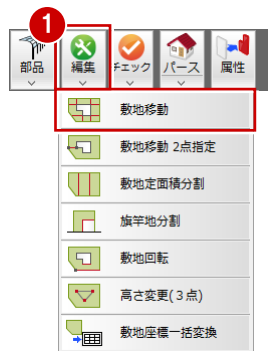 1
部品 編集 チェック パース 属性
敷地移動
敷地移動 2点指定
敷地定面積分割
旗竿地分割
敷地回転
高さ変更(3点)
敷地座標一括変換